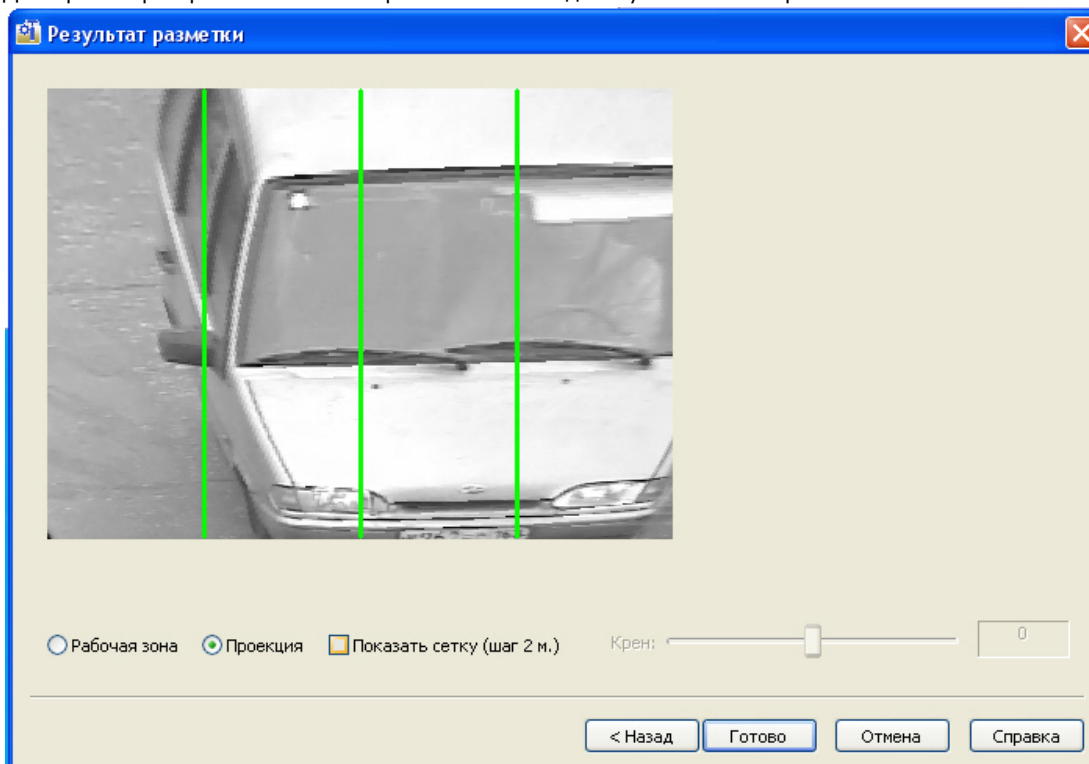 Результат разметки
Рабочая зона Проекция Показать сетку (шаг 2 м.) Крен: 0
< Назад Готово Отмена Справка